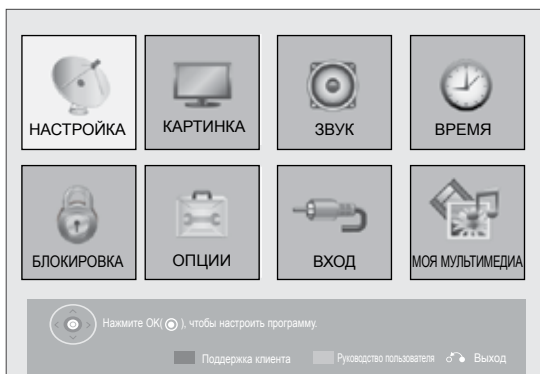 НАСТРОЙКА
КАРТИНКА
ЗВУК
ВРЕМЯ
БЛОКИРОВКА
ОПЦИИ
ВХОД
МОЯ МУЛЬТИМЕДИА
Нажмите OK( ), чтобы настроить программу.
Поддержка клиента Руководство пользователя Выход